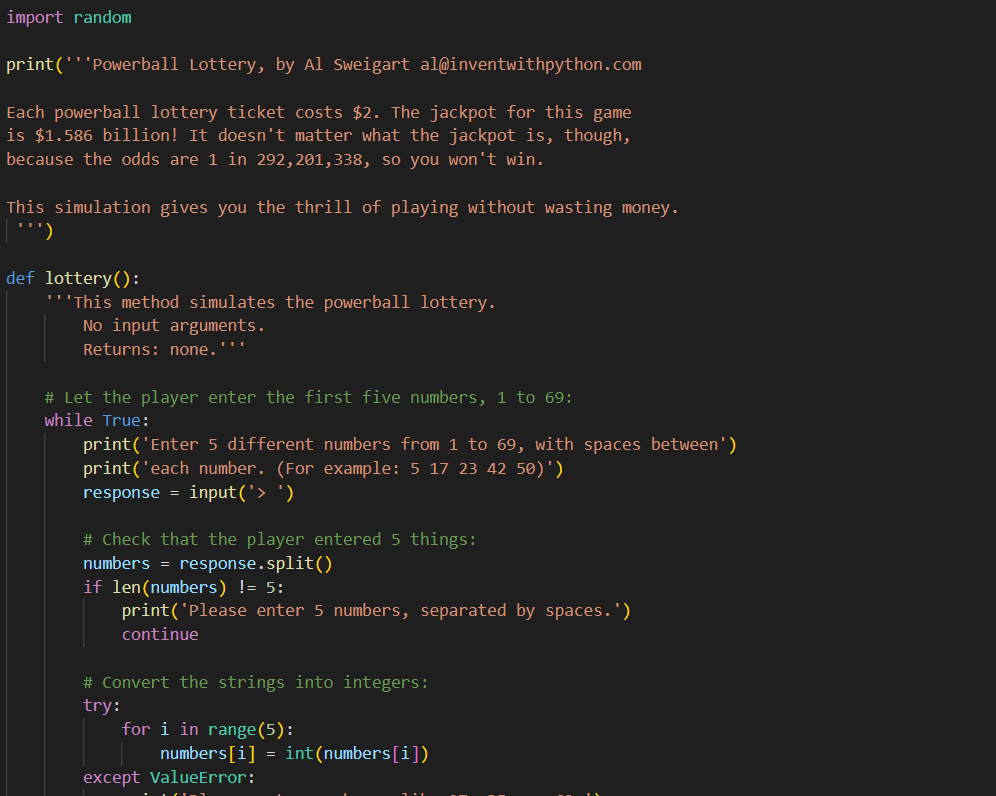 import random
print('''Powerball Lottery, by Al Sweigart al@inventwithpython.com
Each powerball lottery ticket costs $2. The jackpot for this game
is $1.586 billion! It doesn't matter what the jackpot is, though,
because the odds are 1 in 292,201,338, so you won't win.
This simulation gives you the thrill of playing without wasting money.
''')
def lottery():
'''This method simulates the powerball lottery.
No input arguments.
Returns: none.'''
# Let the player enter the first five numbers, 1 to 69:
while True:
print('Enter 5 different numbers from 1 to 69, with spaces between')
print('each number. (For example: 5 17 23 42 50)')
response = input('> ')
# Check that the player entered 5 things:
numbers = response.split()
if len(numbers) != 5:
print('Please enter 5 numbers, separated by spaces.')
continue
# Convert the strings into integers:
try:
for i in range(5):
numbers[i] = int(numbers[i])
except ValueError: